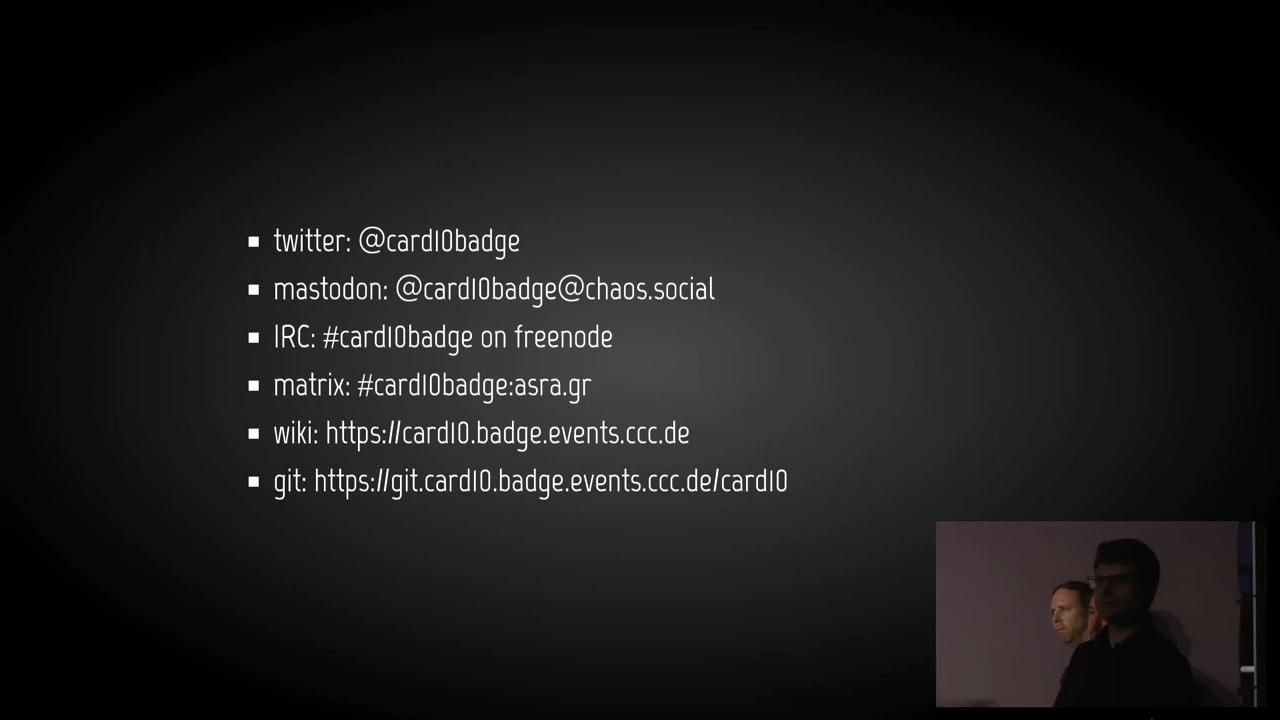 twitter: @card10badge
mastodon: @card10badge@chaos.social
IRC: #card10badge on freenode
matrix: #card10badge:asra.gr
wiki: https://card10.badge.events.ccc.de
git: https://git.card10.badge.events.ccc.de/card10